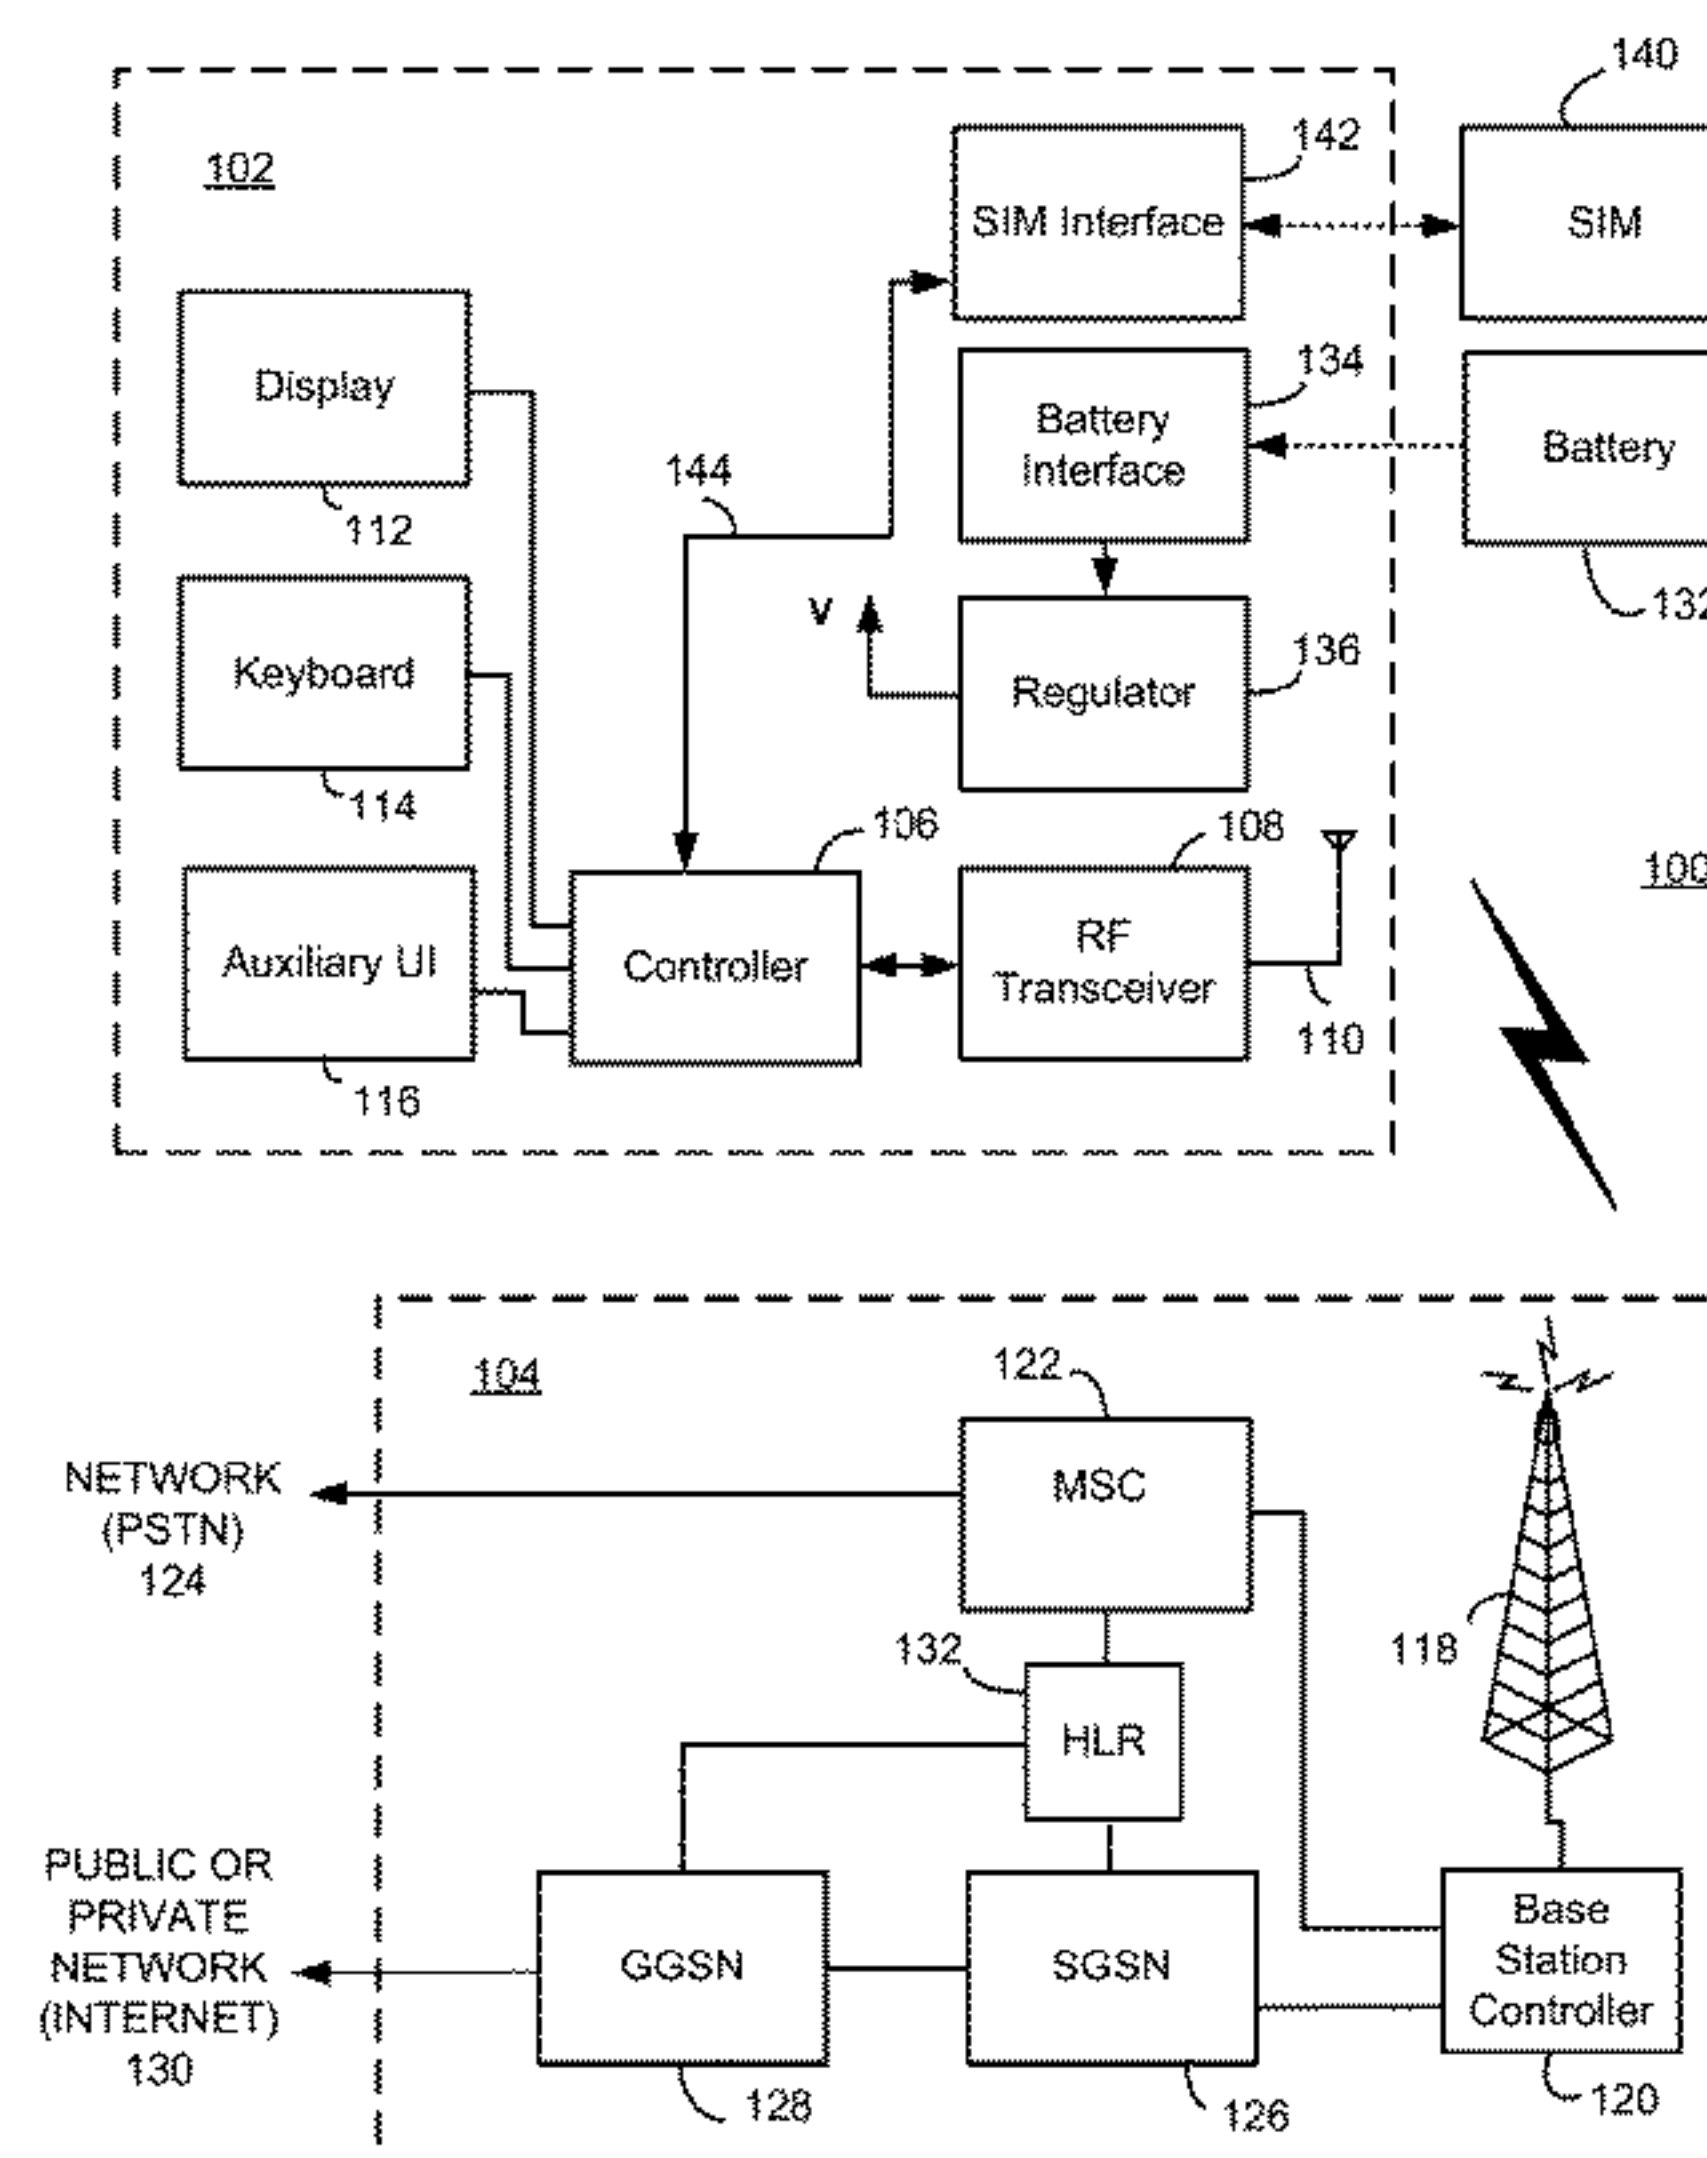 140
142
102
SIM Interface
SIM
134
Display
Battery
Interface
Battery
144
112
132
V
136
Keyboard
Regulator
114
106
108
100
RF
Transceiver
Auxiliary UI
Controller
110
116
104
122
NETWORK
(PSTN)
124
MSC
132
118
HLR
PUBLIC OR
PRIVATE
NETWORK
(INTERNET)
130
GGSN
SGSN
Base
Station
Controller
128
126
120